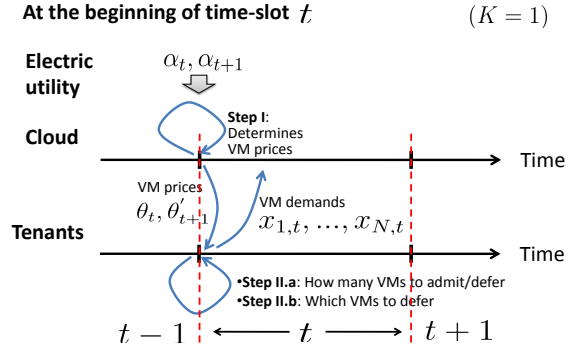 At the beginning of time-slot t (K = 1)
Electric
utility
α_t, α_{t+1}
Step I:
Determines
VM prices
Cloud
Time
VM prices
θ_t, θ'_{t+1}
VM demands
x_{1,t}, ..., x_{N,t}
Tenants
Time
•Step II.a: How many VMs to admit/defer
•Step II.b: Which VMs to defer
t − 1 t t + 1